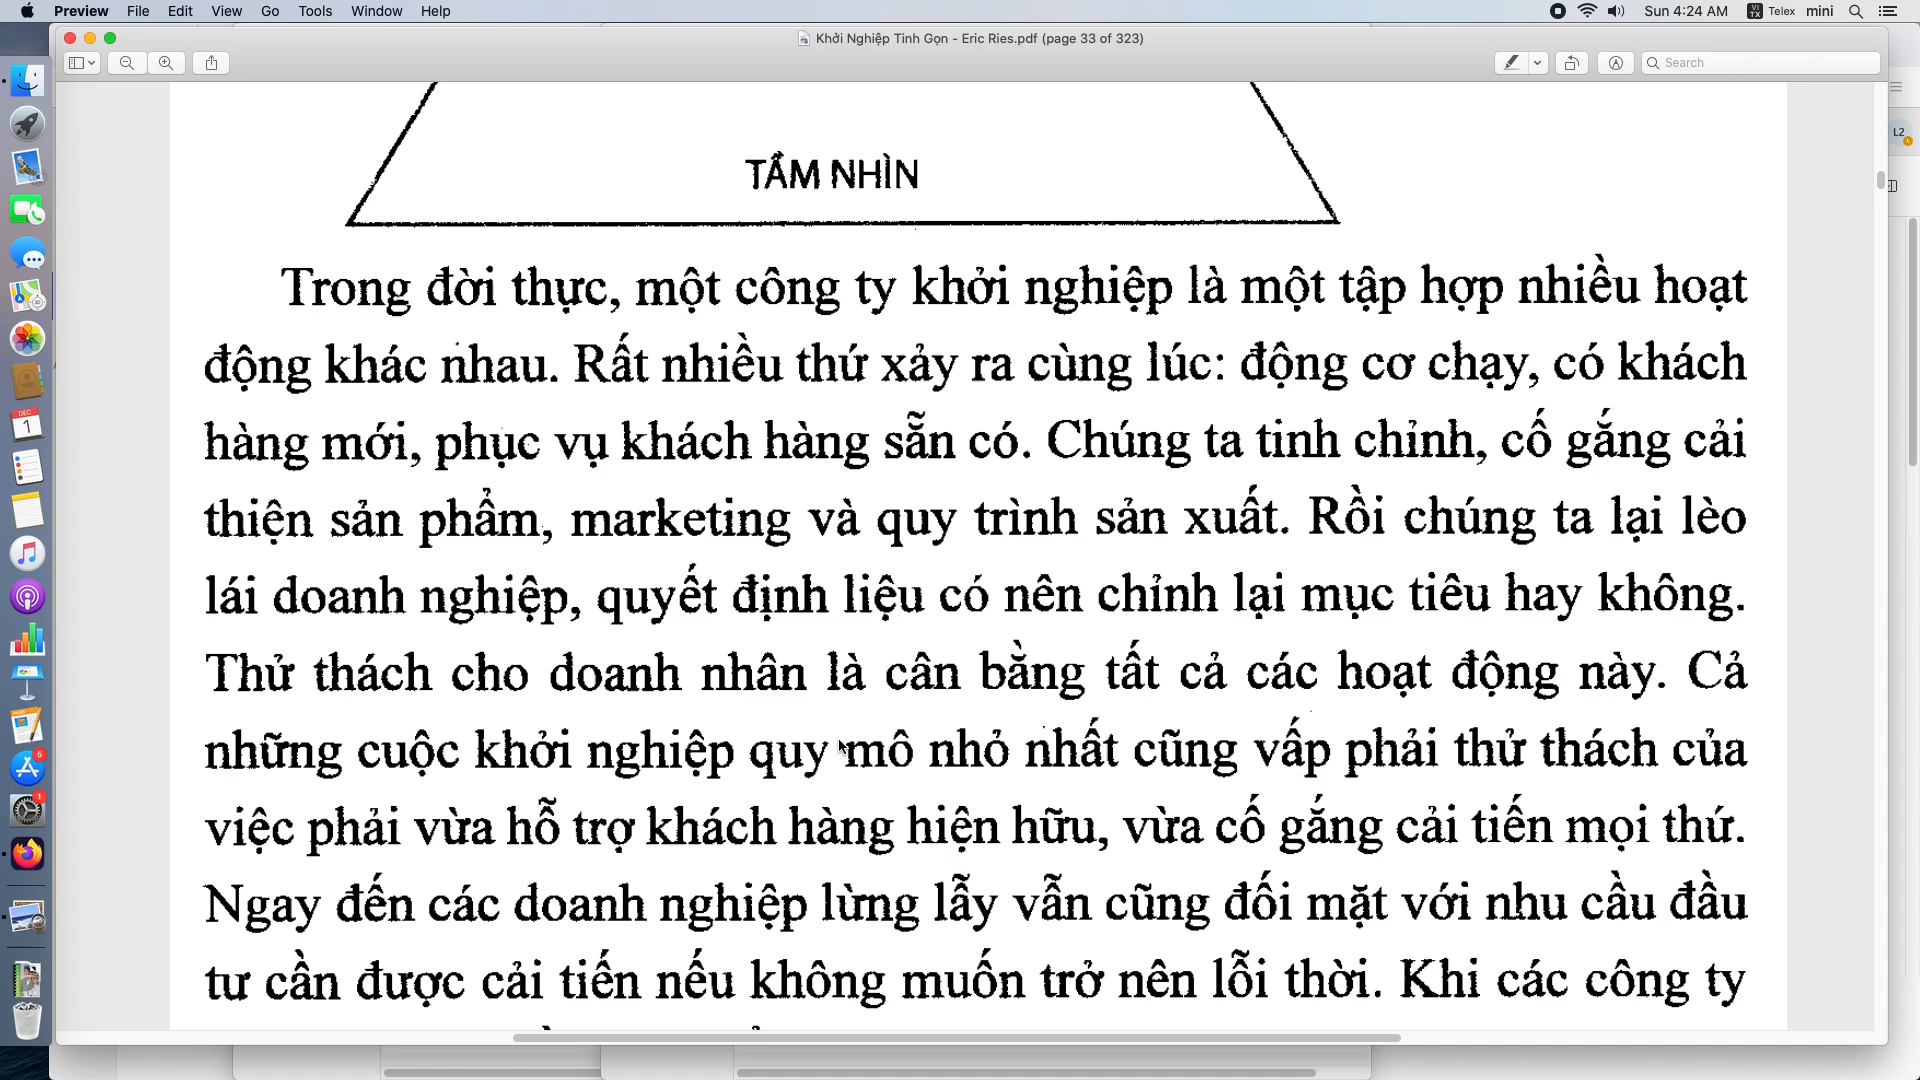 Preview File Edit View Go Tools Window Help
Sun 4:24 AM VI TX Telex mini
Khởi Nghiệp Tinh Gọn - Eric Ries.pdf (page 33 of 323)
Search
L2
DEC
1
6
1
TẦM NHÌN
Trong đời thực, một công ty khởi nghiệp là một tập hợp nhiều hoạt
động khác nhau. Rất nhiều thứ xảy ra cùng lúc: động cơ chạy, có khách
hàng mới, phục vụ khách hàng sẵn có. Chúng ta tinh chỉnh, cố gắng cải
thiện sản phẩm, marketing và quy trình sản xuất. Rồi chúng ta lại lèo
lái doanh nghiệp, quyết định liệu có nên chỉnh lại mục tiêu hay không.
Thử thách cho doanh nhân là cân bằng tất cả các hoạt động này. Cả
những cuộc khởi nghiệp quy mô nhỏ nhất cũng vấp phải thử thách của
việc phải vừa hỗ trợ khách hàng hiện hữu, vừa cố gắng cải tiến mọi thứ.
Ngay đến các doanh nghiệp lừng lẫy vẫn cũng đối mặt với nhu cầu đầu
tư cần được cải tiến nếu không muốn trở nên lỗi thời. Khi các công ty